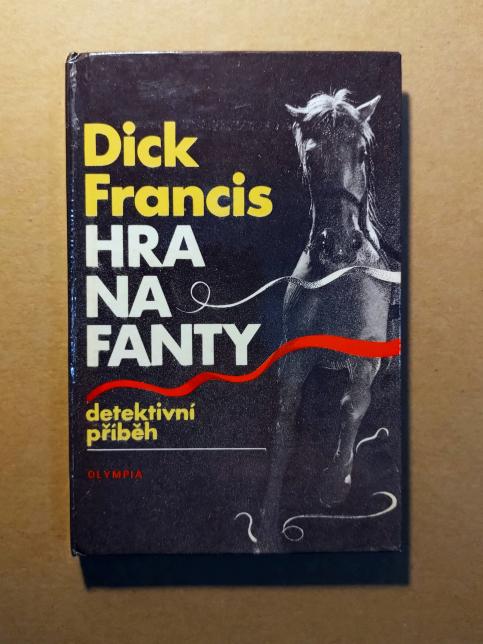 Dick
Francis
HRA
NA
FANTY
detektivní
příběh
OLYMPIA